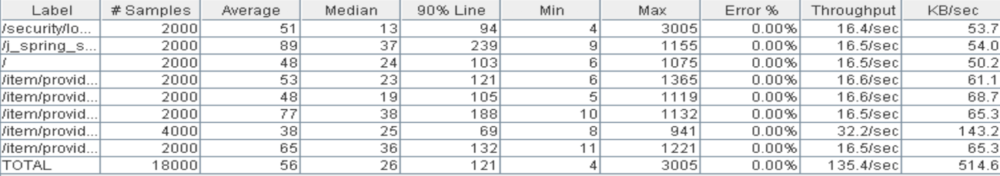 Label # Samples Average Median 90% Line Min Max Error % Throughput KB/sec
/security/lo... 2000 51 13 94 4 3005 0.00% 16.4/sec 53.7
/j_spring_s... 2000 89 37 239 9 1155 0.00% 16.5/sec 54.0
/ 2000 48 24 103 6 1075 0.00% 16.5/sec 50.2
/item/provid... 2000 53 23 121 6 1365 0.00% 16.6/sec 61.1
/item/provid... 2000 48 19 105 5 1119 0.00% 16.6/sec 68.7
/item/provid... 2000 77 38 188 10 1132 0.00% 16.5/sec 65.3
/item/provid... 4000 38 25 69 8 941 0.00% 32.2/sec 143.2
/item/provid... 2000 65 36 132 11 1221 0.00% 16.5/sec 65.3
TOTAL 18000 56 26 121 4 3005 0.00% 135.4/sec 514.6